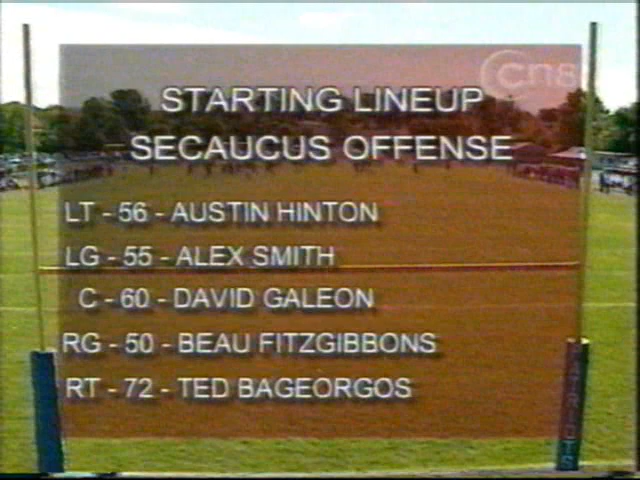 cn8
STARTING LINEUP
SECAUCUS OFFENSE
LT - 56 - AUSTIN HINTON
LG - 55 - ALEX SMITH
C - 60 - DAVID GALEON
RG - 50 - BEAU FITZGIBBONS
RT - 72 - TED BAGEORGOS